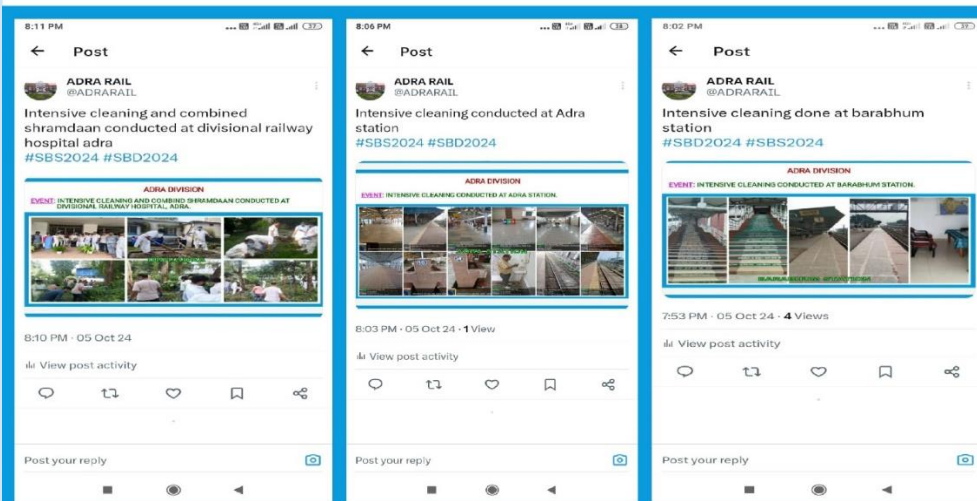 8:11 PM
37
Post
ADRA RAIL
@ADRARAIL
Intensive cleaning and combined
shramdaan conducted at divisional railway
hospital adra
#SBS2024 #SBD2024
ADRA DIVISION
EVENT: INTENSIVE CLEANING AND COMBIND SHRAMDAAN CONDUCTED AT
DIVISIONAL RAILWAY HOSPITAL, ADRA.
8:10 PM · 05 Oct 24
View post activity
Post your reply
8:06 PM
38
Post
ADRA RAIL
@ADRARAIL
Intensive cleaning conducted at Adra
station
#SBS2024 #SBD2024
ADRA DIVISION
EVENT: INTENSIVE CLEANING CONDUCTED AT ADRA STATION.
8:03 PM · 05 Oct 24 · 1 View
View post activity
Post your reply
8:02 PM
Post
ADRA RAIL
@ADRARAIL
Intensive cleaning done at barabhum
station
#SBD2024 #SBS2024
ADRA DIVISION
EVENT: INTENSIVE CLEANING CONDUCTED AT BARABHUM STATION.
BARABHUM STATION
7:53 PM · 05 Oct 24 · 4 Views
View post activity
Post your reply